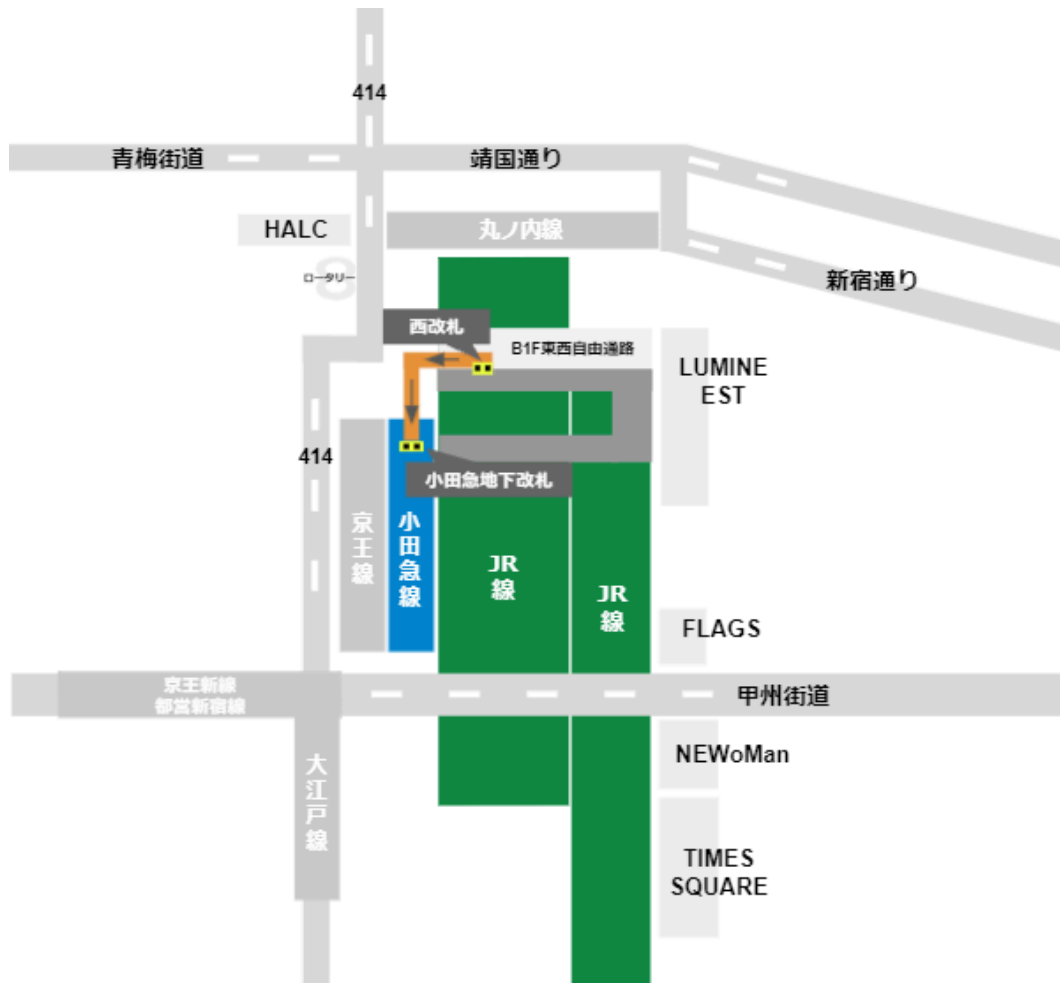 414
青梅街道
靖国通り
HALC
丸ノ内線
ロータリー
8
新宿通り
西改札
B1F東西自由通路
LUMINE
EST
414
小田急地下改札
京王線
小田急線
JR
線
JR
線
FLAGS
京王新線
都営新宿線
甲州街道
NEWoMan
大江戸線
TIMES
SQUARE